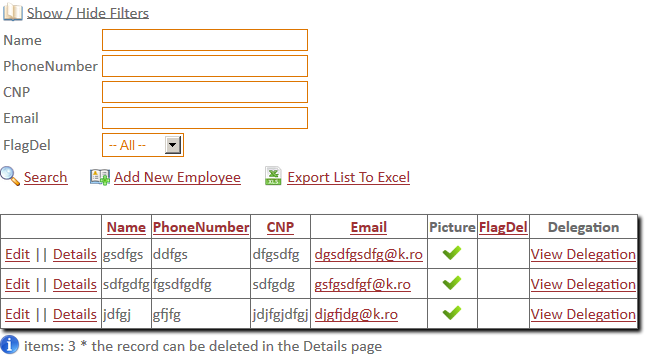 Show / Hide Filters
Name
PhoneNumber
CNP
Email
FlagDel -- All --
Search Add New Employee Export List To Excel
Name PhoneNumber CNP Email Picture FlagDel Delegation
Edit || Details gsdfgs ddfgs dfgsdfg dgsdfgsdfg@k.ro View Delegation
Edit || Details sdfgdfg fgsdfgdfg sdfgdg gsfgsdfgf@k.ro View Delegation
Edit || Details jdfgj gfjfg jdjfgjdfgj djgfjdg@k.ro View Delegation
items: 3 * the record can be deleted in the Details page